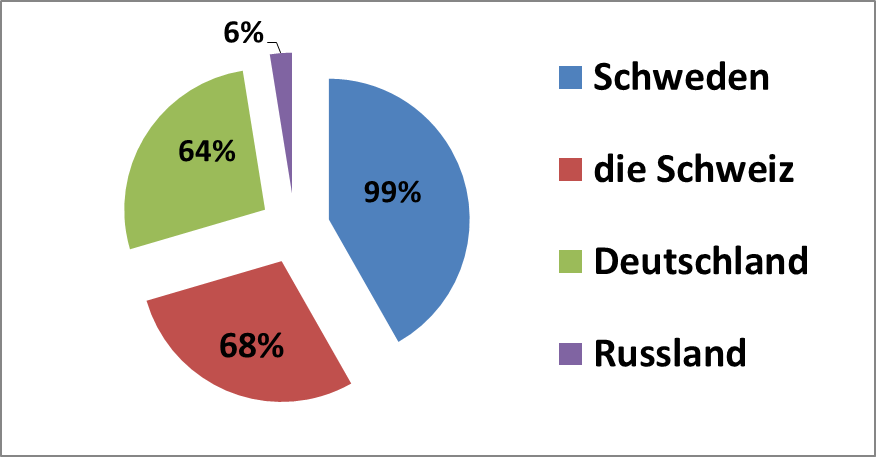 6%
64%
99%
68%
Schweden
die Schweiz
Deutschland
Russland